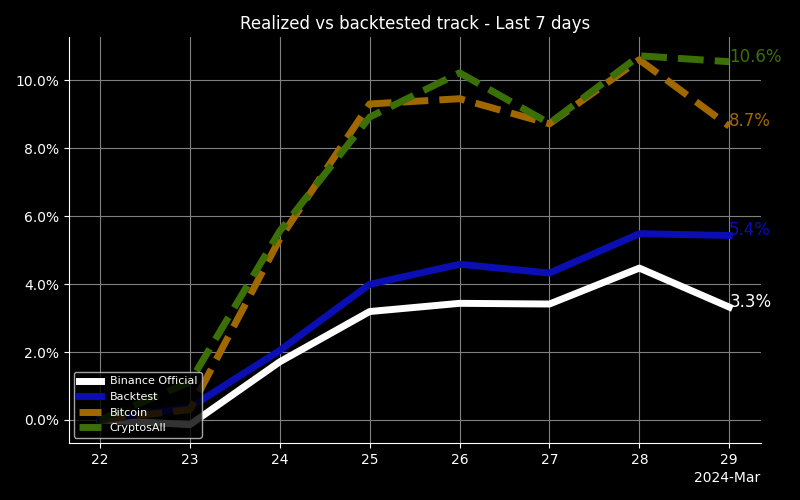 Realized vs backtested track - Last 7 days
10.0%
8.0%
6.0%
4.0%
2.0%
0.0%
10.6%
8.7%
5.4%
3.3%
Binance Official
Backtest
Bitcoin
CryptosAll
22 23 24 25 26 27 28 29
2024-Mar